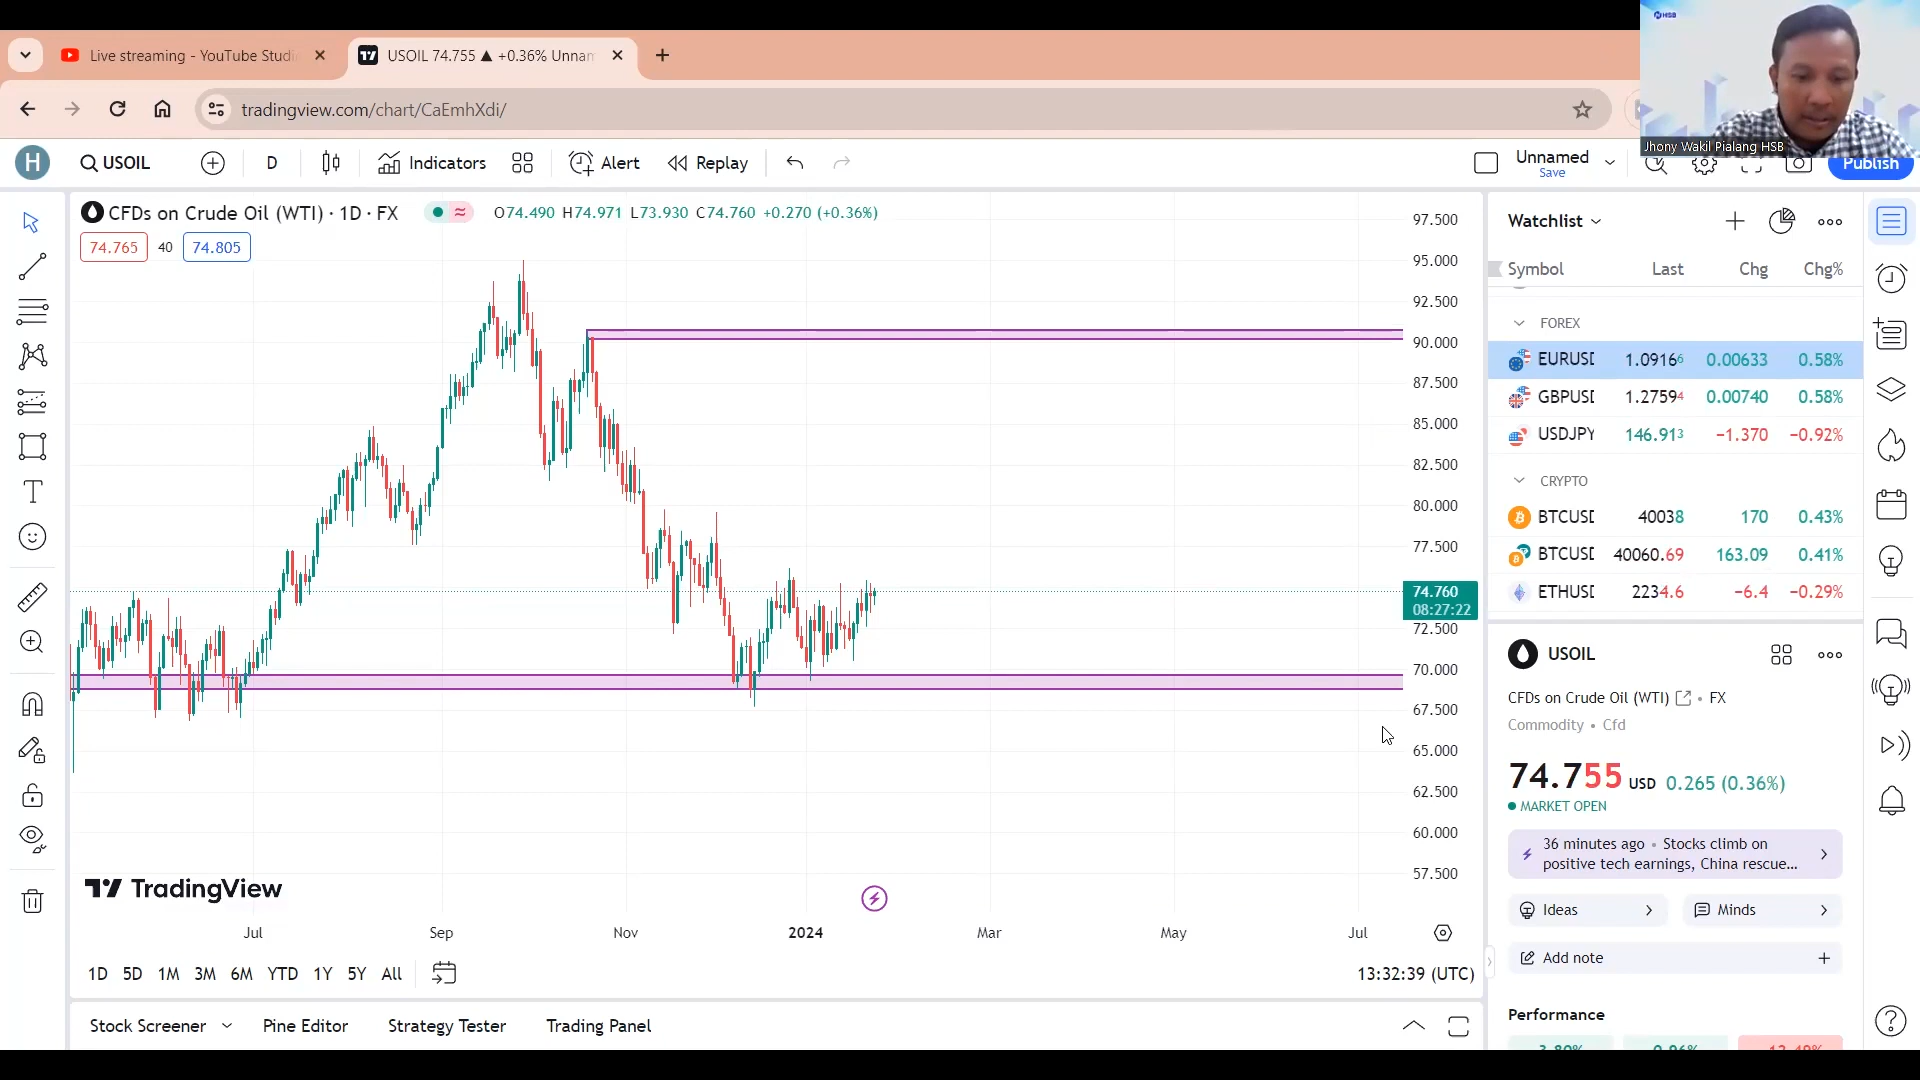 Live streaming - YouTube Studi
USOIL 74.755 ▲ +0.36% Unnam
tradingview.com/chart/CaEmhXdi/
HSB
Jhony Wakil Pialang HSB
H
USOIL
D
Indicators
Alert
Replay
Unnamed
Save
Publish
CFDs on Crude Oil (WTI) · 1D · FX
O74.490 H74.971 L73.930 C74.760 +0.270 (+0.36%)
74.765 40 74.805
97.500
95.000
92.500
90.000
87.500
85.000
82.500
80.000
77.500
74.760
08:27:22
72.500
70.000
67.500
65.000
62.500
60.000
57.500
TradingView
Jul Sep Nov 2024 Mar May Jul
1D 5D 1M 3M 6M YTD 1Y 5Y All
13:32:39 (UTC)
Stock Screener Pine Editor Strategy Tester Trading Panel
Watchlist
Symbol Last Chg Chg%
FOREX
EURUSD 1.09166 0.00633 0.58%
GBPUSD 1.27594 0.00740 0.58%
USDJPY 146.913 −1.370 −0.92%
CRYPTO
BTCUSD 40038 170 0.43%
BTCUSD 40060.69 163.09 0.41%
ETHUSD 2234.6 −6.4 −0.29%
USOIL
CFDs on Crude Oil (WTI) • FX
Commodity • Cfd
74.755 USD 0.265 (0.36%)
MARKET OPEN
36 minutes ago • Stocks climb on
positive tech earnings, China rescue...
Ideas
Minds
Add note
Performance